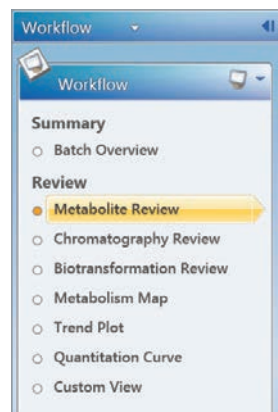 Workflow
Workflow
Summary
Batch Overview
Review
Metabolite Review
Chromatography Review
Biotransformation Review
Metabolism Map
Trend Plot
Quantitation Curve
Custom View